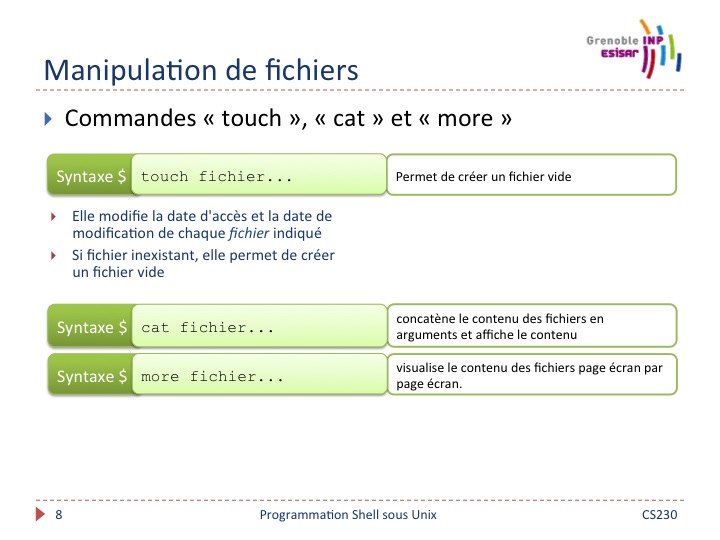 Grenoble INP
ESISAR
Manipulation de fichiers
Commandes « touch », « cat » et « more »
Syntaxe $ touch fichier... Permet de créer un fichier vide
Elle modifie la date d'accès et la date de
modification de chaque fichier indiqué
Si fichier inexistant, elle permet de créer
un fichier vide
Syntaxe $ cat fichier...
concatène le contenu des fichiers en
arguments et affiche le contenu
Syntaxe $ more fichier...
visualise le contenu des fichiers page écran par
page écran.
8 Programmation Shell sous Unix CS230